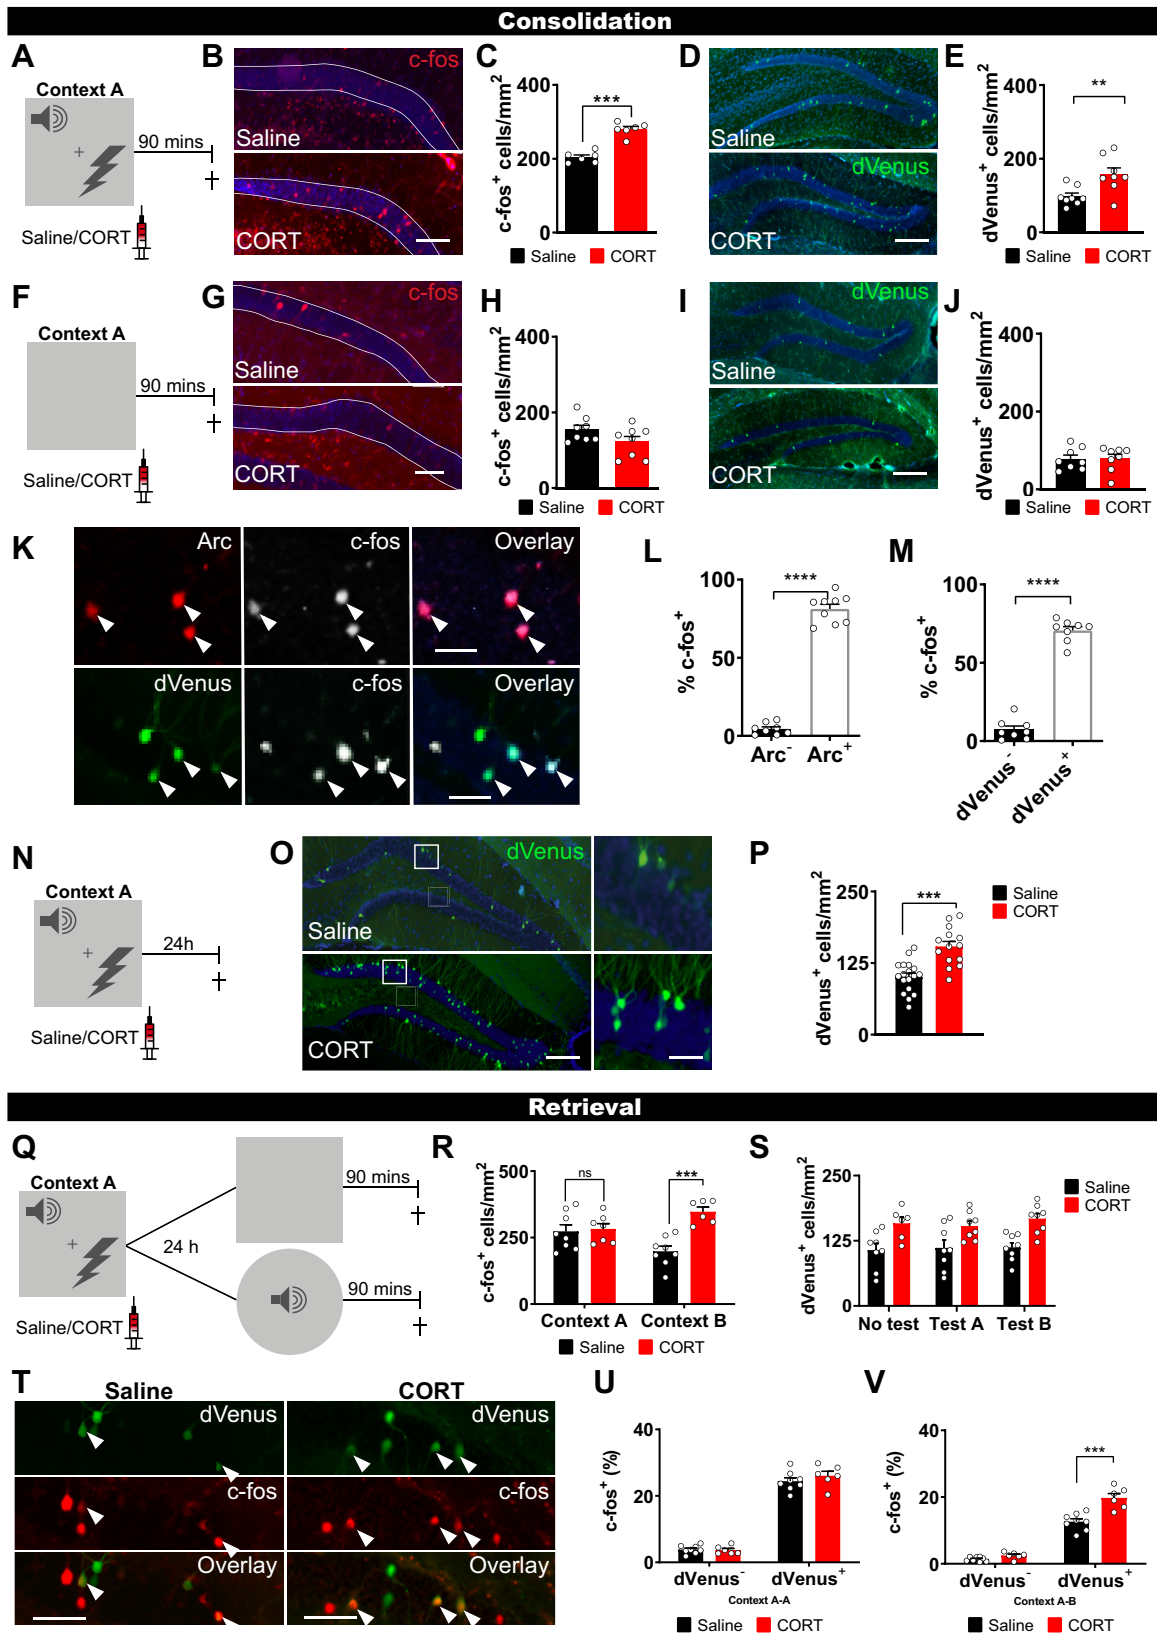 Consolidation
A
Context A
90 mins
Saline/CORT
B
c-fos
Saline
CORT
C
c-fos+ cells/mm2
400
200
0
***
Saline
CORT
D
Saline
dVenus
CORT
E
dVenus+ cells/mm2
400
200
0
**
Saline
CORT
F
Context A
90 mins
Saline/CORT
G
c-fos
Saline
CORT
H
c-fos+ cells/mm2
400
200
0
Saline
CORT
I
dVenus
Saline
CORT
J
dVenus+ cells/mm2
400
200
0
Saline
CORT
K
Arc
c-fos
Overlay
dVenus
c-fos
Overlay
L
% c-fos+
100
50
0
****
Arc-
Arc+
M
% c-fos+
100
50
0
****
dVenus-
dVenus+
N
Context A
24h
Saline/CORT
O
dVenus
Saline
CORT
P
dVenus+ cells/mm2
250
125
0
***
Saline
CORT
Retrieval
Q
Context A
24 h
90 mins
90 mins
Saline/CORT
R
c-fos+ cells/mm2
500
250
0
ns
***
Context A
Context B
Saline
CORT
S
dVenus+ cells/mm2
250
125
0
No test
Test A
Test B
Saline
CORT
T
Saline
CORT
dVenus
dVenus
c-fos
c-fos
Overlay
Overlay
U
c-fos+ (%)
40
20
0
dVenus-
dVenus+
Context A-A
Saline
CORT
V
c-fos+ (%)
40
20
0
***
dVenus-
dVenus+
Context A-B
Saline
CORT